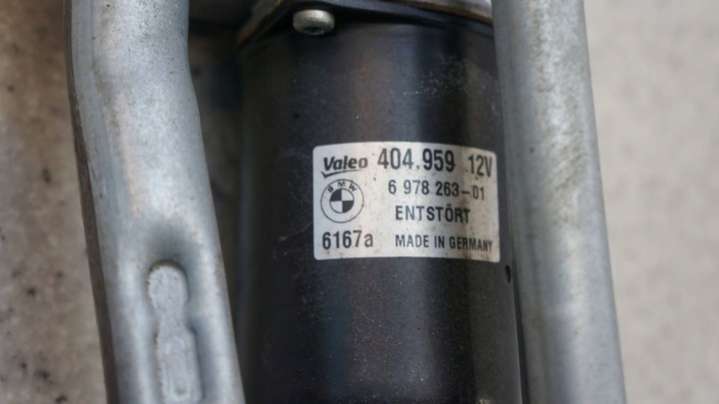 Valeo 404.959 12V
BMW 6 978 263-01
ENTSTÖRT
6167a MADE IN GERMANY